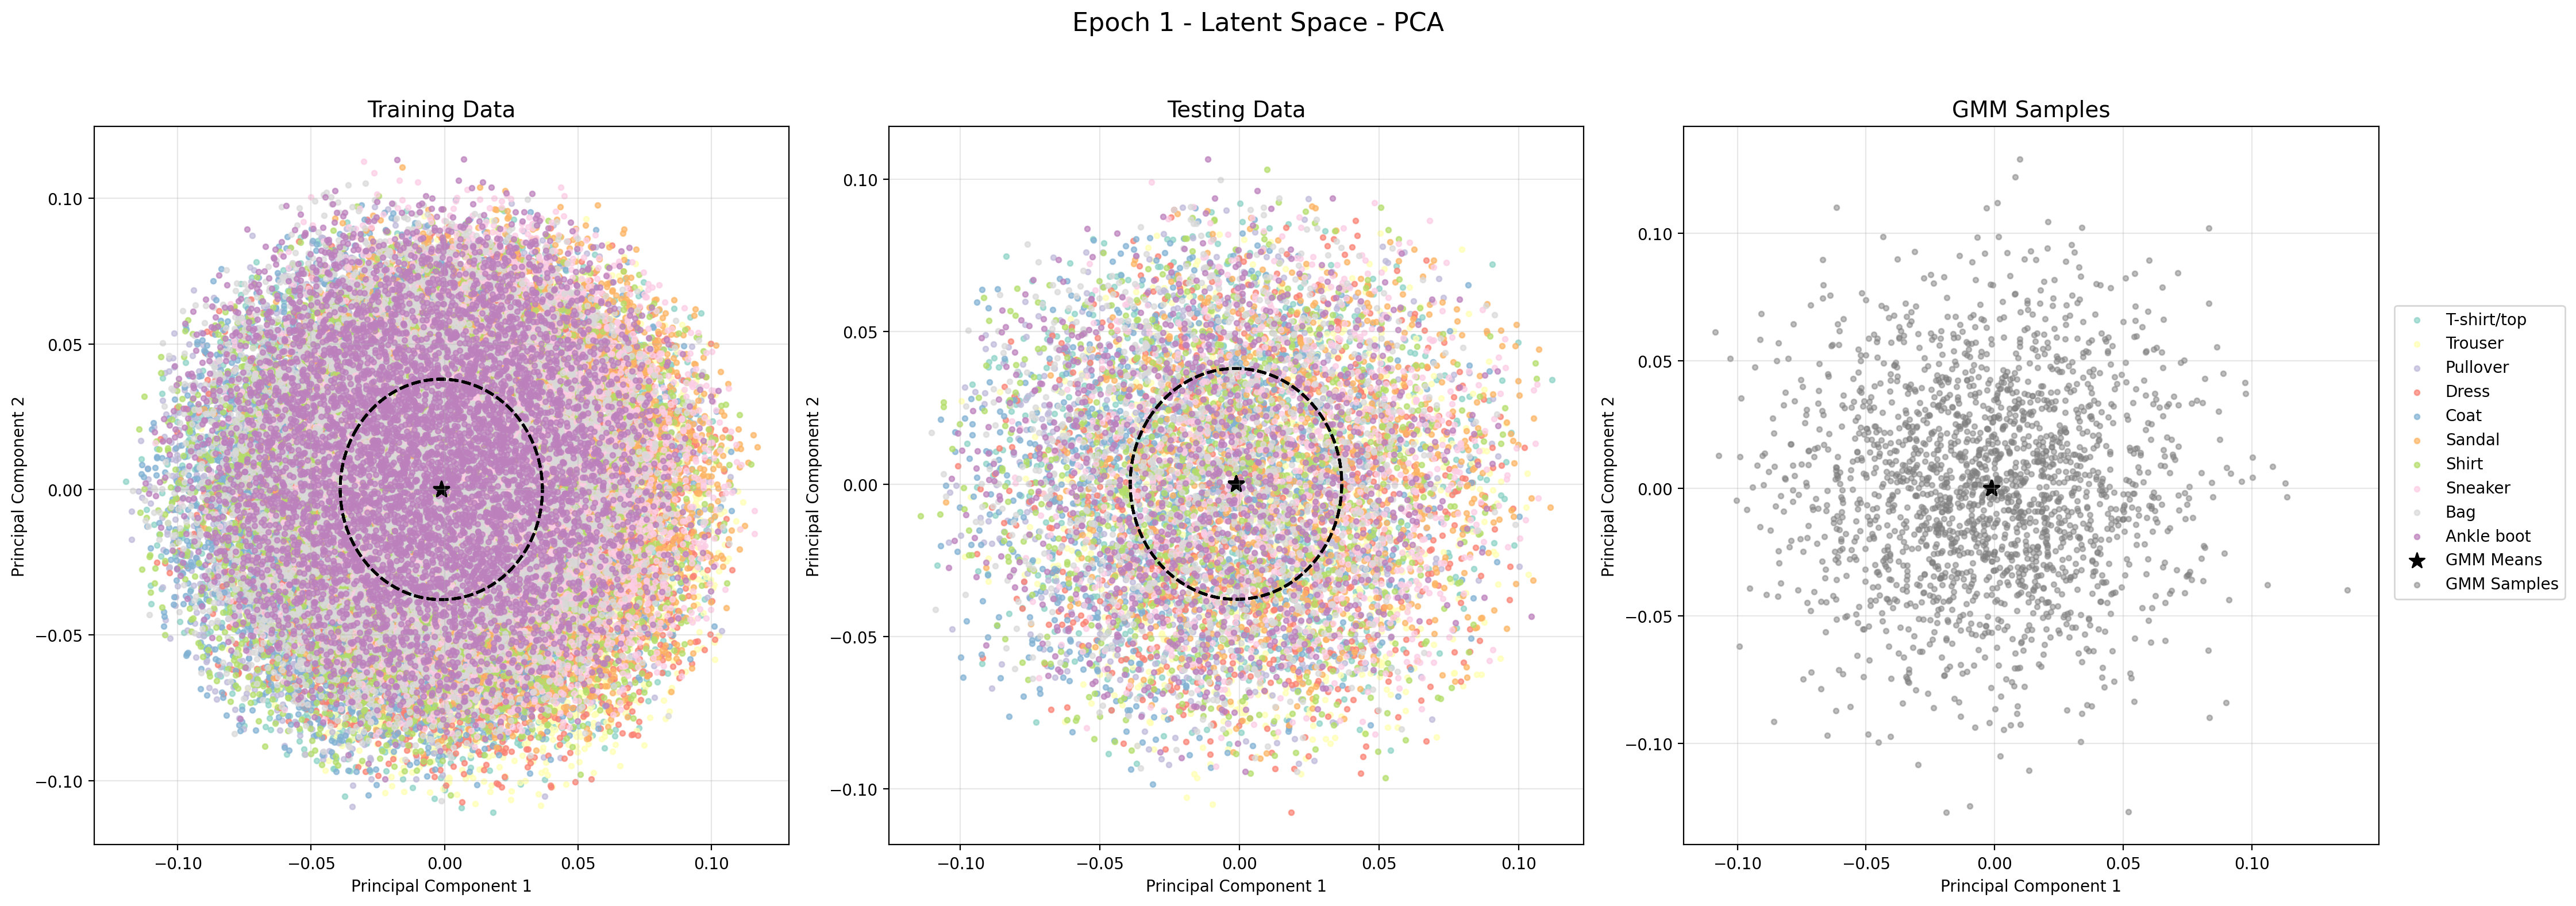 Epoch 1 - Latent Space - PCA
Training Data
Principal Component 2
0.10
0.05
0.00
−0.05
−0.10
−0.10 −0.05 0.00 0.05 0.10
Principal Component 1
Testing Data
Principal Component 2
0.10
0.05
0.00
−0.05
−0.10
−0.10 −0.05 0.00 0.05 0.10
Principal Component 1
GMM Samples
Principal Component 2
0.10
0.05
0.00
−0.05
−0.10
−0.10 −0.05 0.00 0.05 0.10
Principal Component 1
T-shirt/top
Trouser
Pullover
Dress
Coat
Sandal
Shirt
Sneaker
Bag
Ankle boot
GMM Means
GMM Samples